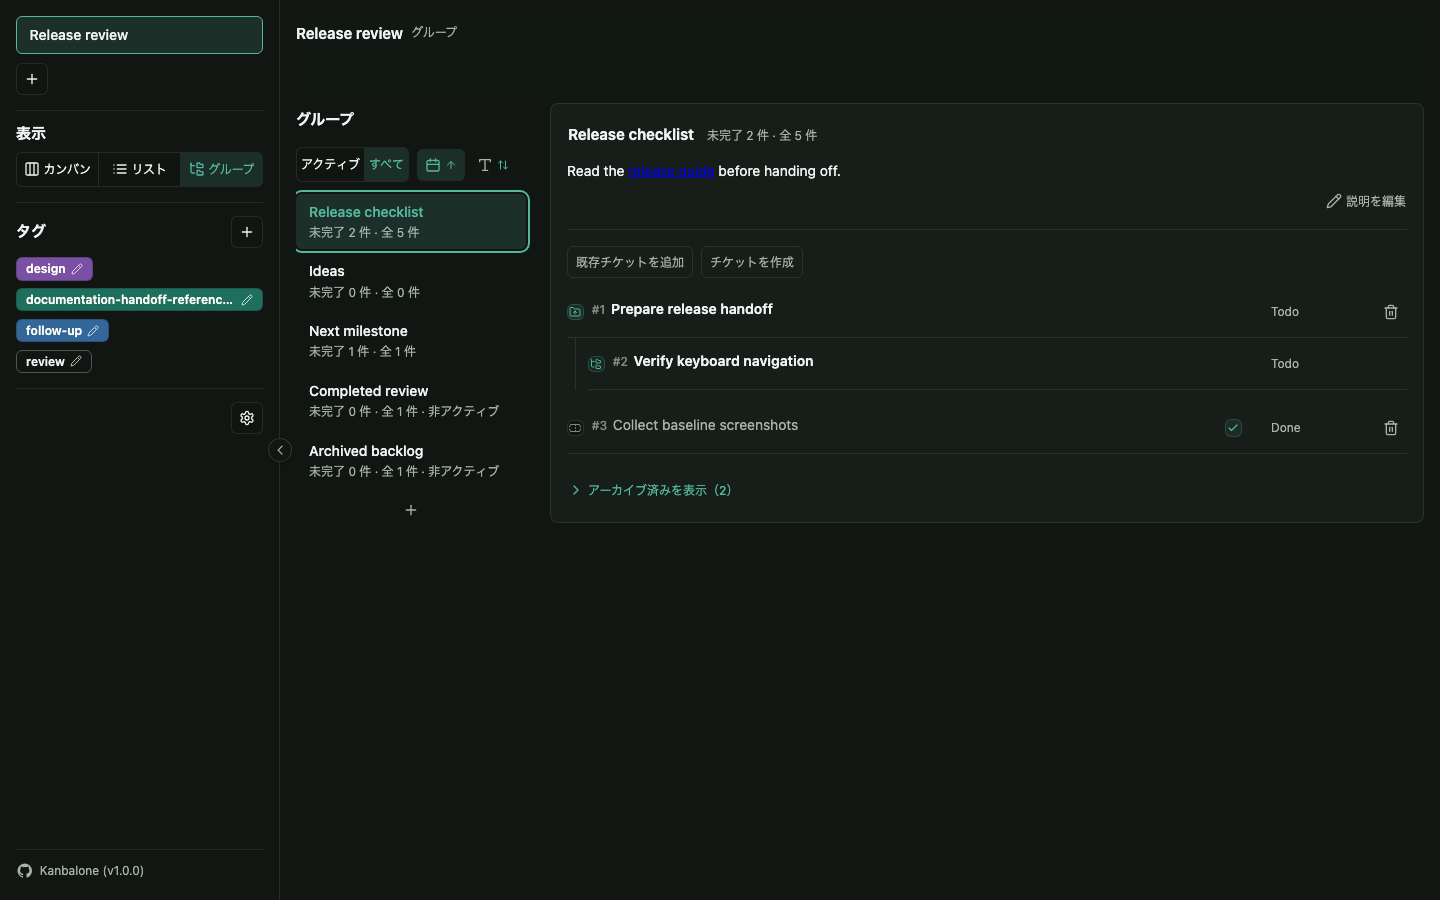 Release review
表示
カンバン
リスト
グループ
タグ
design
documentation-handoff-referenc...
follow-up
review
Kanbalone (v1.0.0)
Release review グループ
グループ
アクティブ
すべて
Release checklist
未完了 2 件 · 全 5 件
Ideas
未完了 0 件 · 全 0 件
Next milestone
未完了 1 件 · 全 1 件
Completed review
未完了 0 件 · 全 1 件 · 非アクティブ
Archived backlog
未完了 0 件 · 全 1 件 · 非アクティブ
Release checklist 未完了 2 件 · 全 5 件
Read the release guide before handing off.
説明を編集
既存チケットを追加
チケットを作成
#1 Prepare release handoff Todo
#2 Verify keyboard navigation Todo
#3 Collect baseline screenshots Done
アーカイブ済みを表示（2）